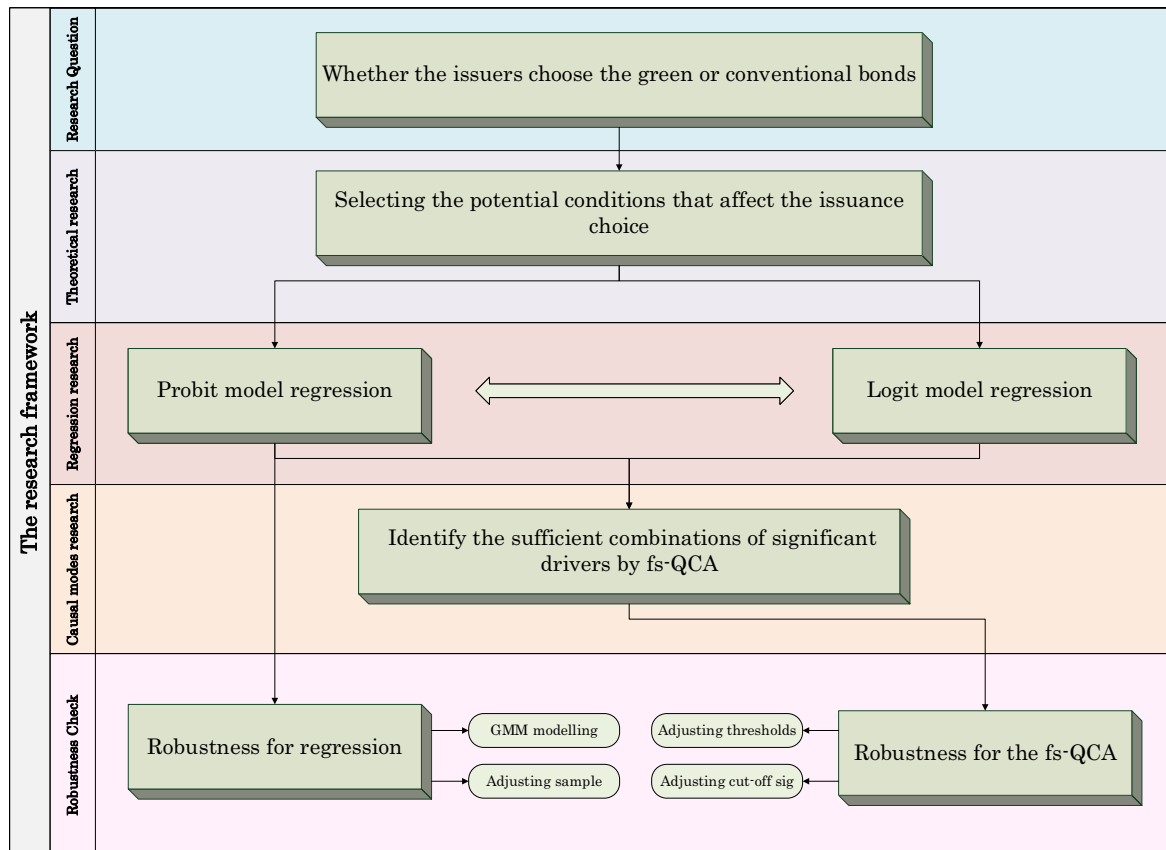 The research framework
Research Question
Whether the issuers choose the green or conventional bonds
Theoretical research
Selecting the potential conditions that affect the issuance
choice
Regression research
Probit model regression
Logit model regression
Causal modes research
Identify the sufficient combinations of significant
drivers by fs-QCA
Robustness Check
Robustness for regression
GMM modelling
Adjusting sample
Adjusting thresholds
Adjusting cut-off sig
Robustness for the fs-QCA